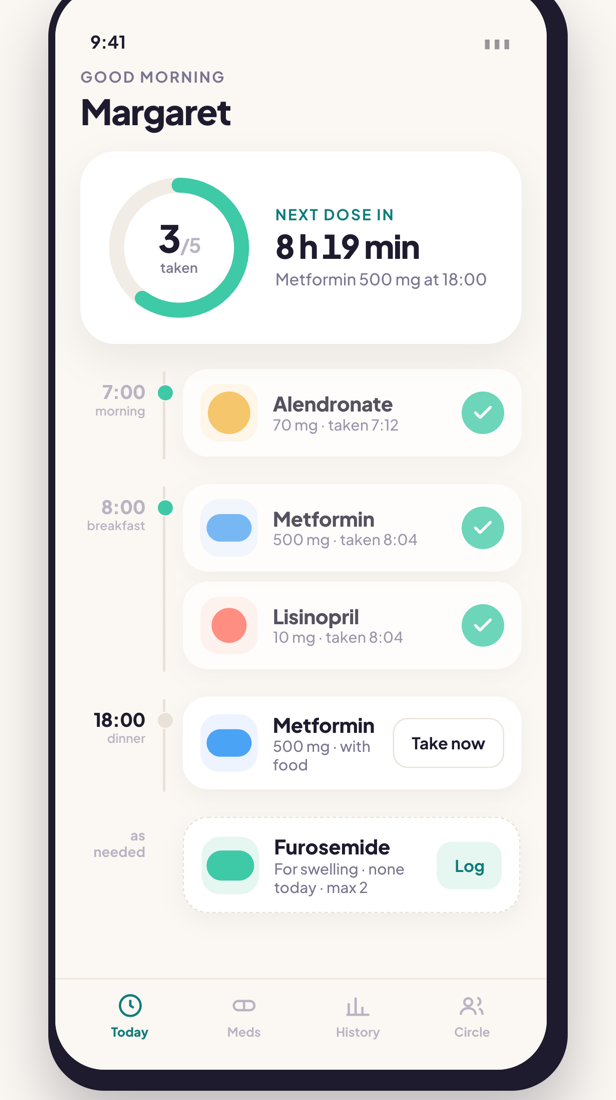 9:41
GOOD MORNING
Margaret
3/5
taken
NEXT DOSE IN
8 h 19 min
Metformin 500 mg at 18:00
7:00
morning
Alendronate
70 mg · taken 7:12
8:00
breakfast
Metformin
500 mg · taken 8:04
Lisinopril
10 mg · taken 8:04
18:00
dinner
Metformin
500 mg · with
food
Take now
as
needed
Furosemide
For swelling · none
today · max 2
Log
Today
Meds
History
Circle